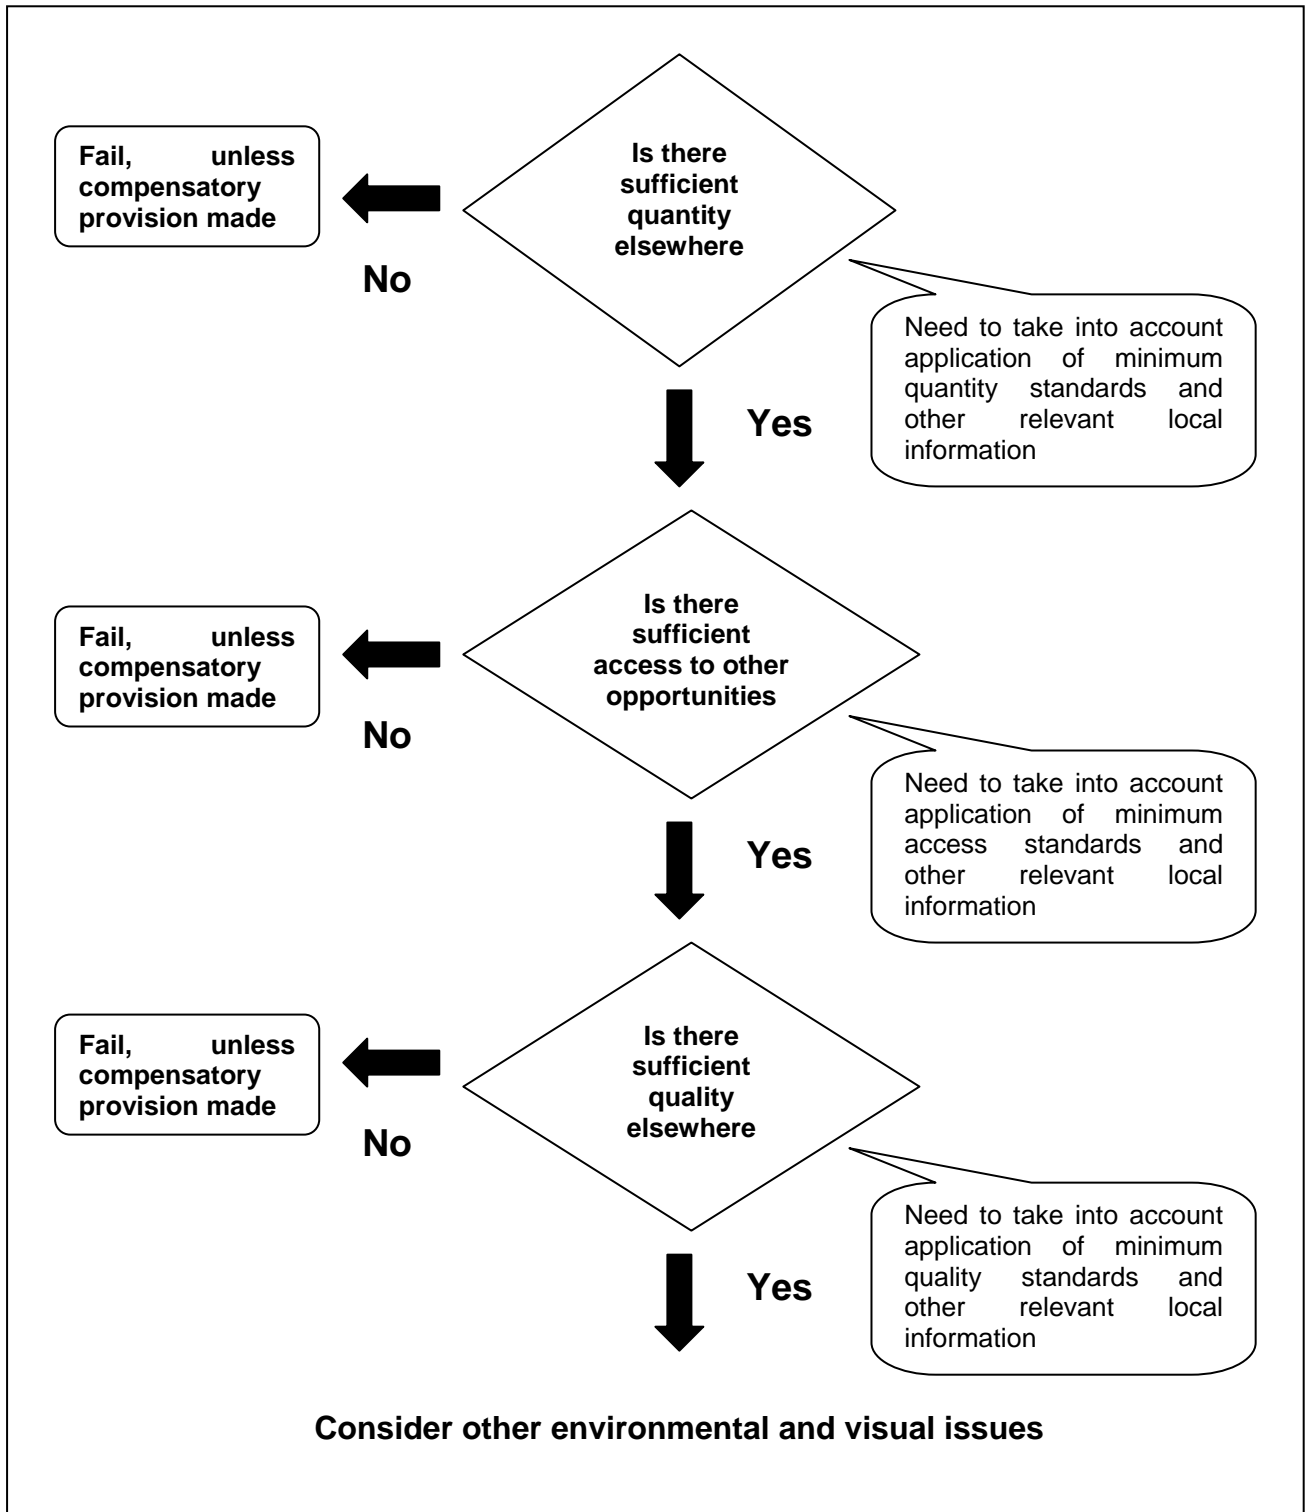 Is there
sufficient
quantity
elsewhere
Fail, unless
compensatory
provision made
No
Need to take into account
application of minimum
quantity standards and
other relevant local
information
Yes
Is there
sufficient
access to other
opportunities
Fail, unless
compensatory
provision made
No
Need to take into account
application of minimum
access standards and
other relevant local
information
Yes
Is there
sufficient
quality
elsewhere
Fail, unless
compensatory
provision made
No
Need to take into account
application of minimum
quality standards and
other relevant local
information
Yes
Consider other environmental and visual issues